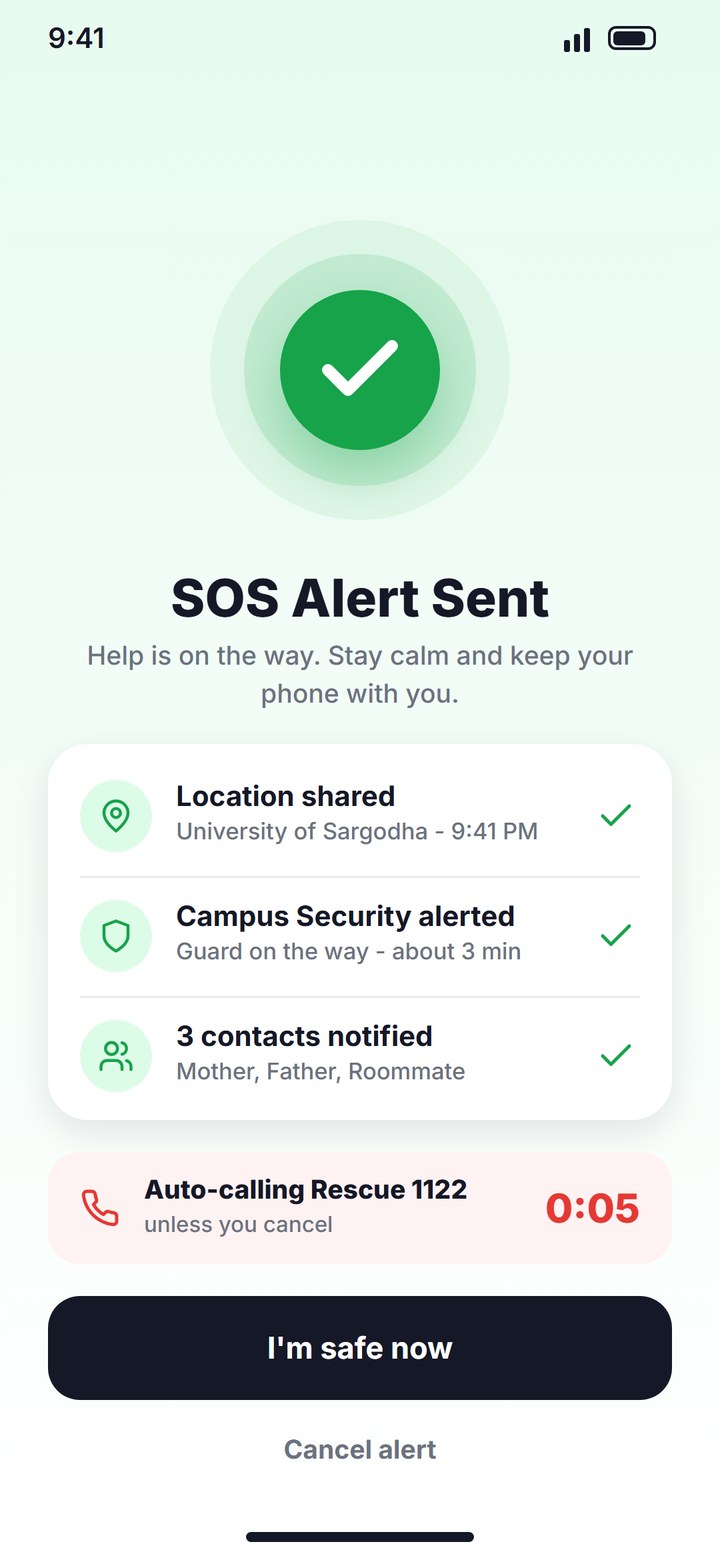 9:41
SOS Alert Sent
Help is on the way. Stay calm and keep your
phone with you.
Location shared
University of Sargodha - 9:41 PM
Campus Security alerted
Guard on the way - about 3 min
3 contacts notified
Mother, Father, Roommate
Auto-calling Rescue 1122
unless you cancel
0:05
I'm safe now
Cancel alert